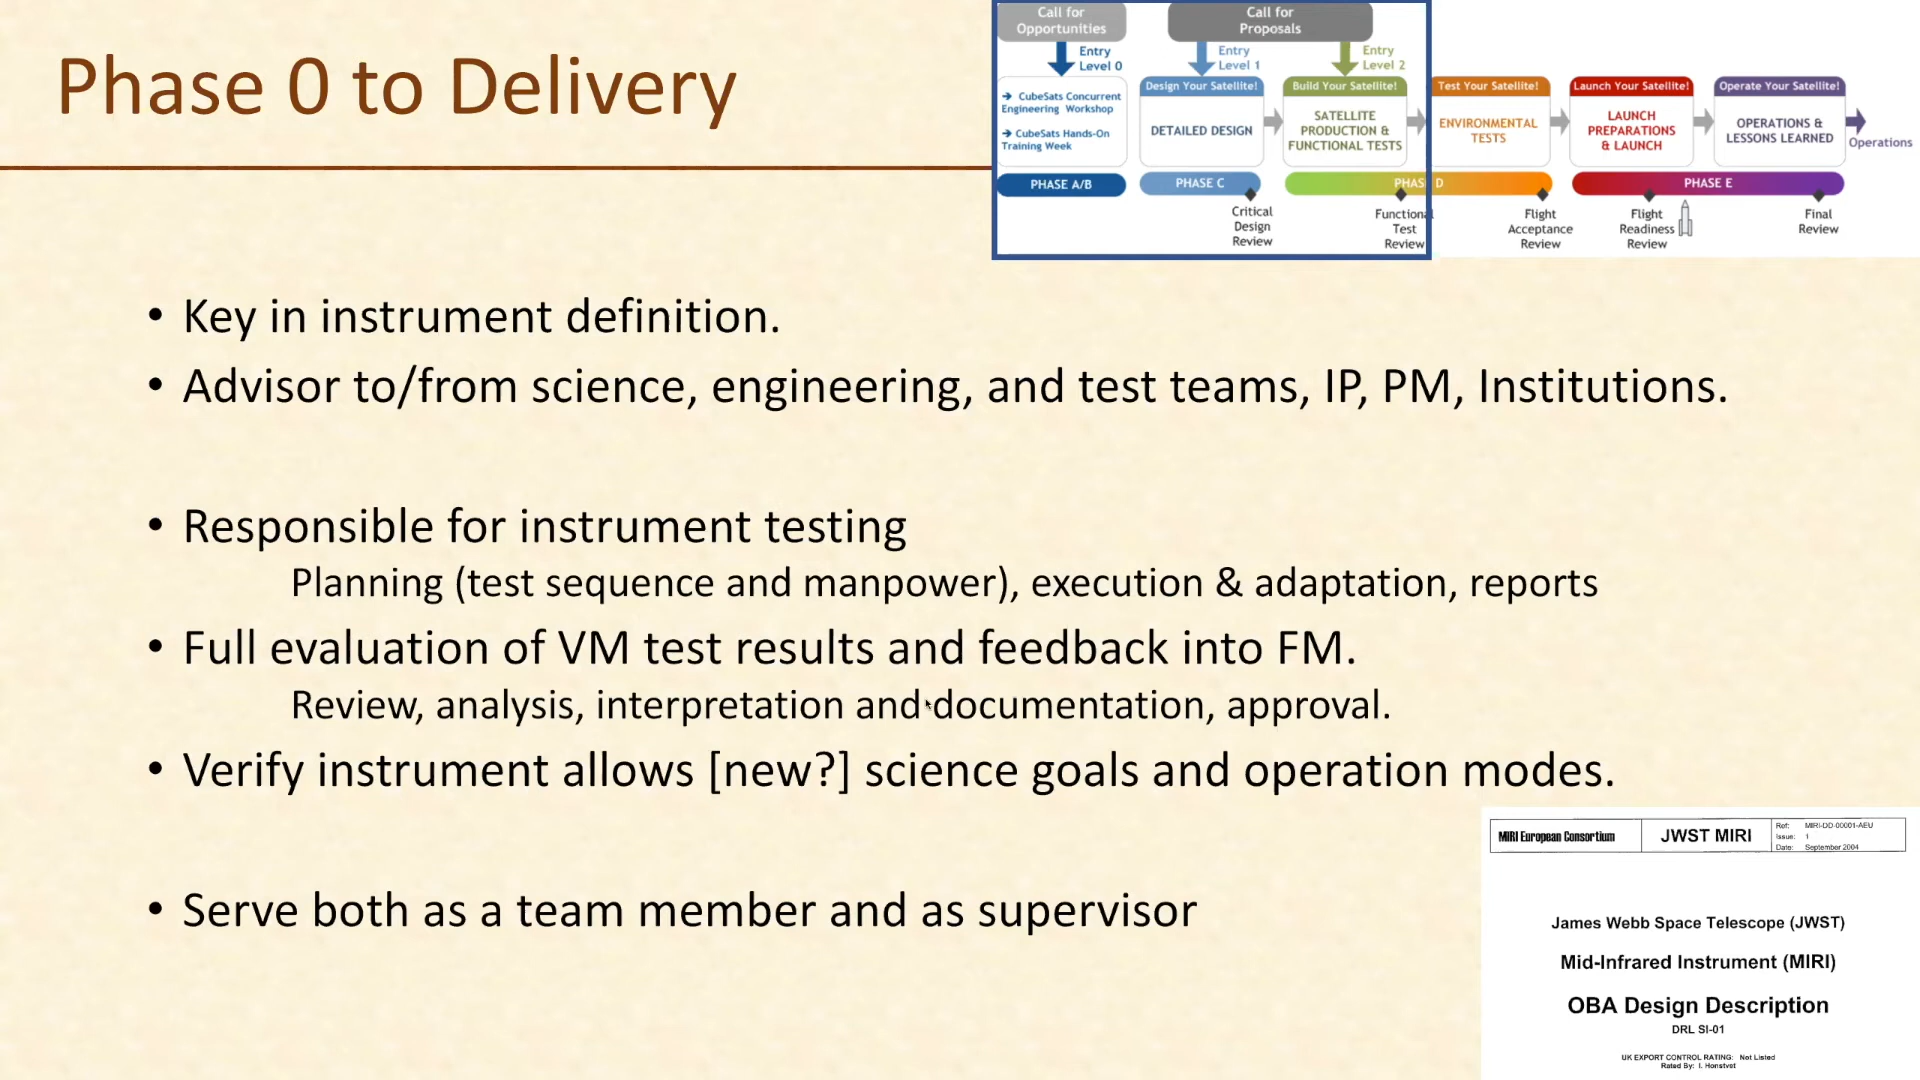 Phase 0 to Delivery
Call for
Opportunities
Call for
Proposals
Entry
Level 0
Entry
Level 1
Entry
Level 2
➔ CubeSats Concurrent
Engineering Workshop
➔ CubeSats Hands-On
Training Week
Design Your Satellite!
DETAILED DESIGN
Build Your Satellite!
SATELLITE
PRODUCTION &
FUNCTIONAL TESTS
Test Your Satellite!
ENVIRONMENTAL
TESTS
Launch Your Satellite!
LAUNCH
PREPARATIONS
& LAUNCH
Operate Your Satellite!
OPERATIONS &
LESSONS LEARNED
Operations
PHASE A/B
PHASE C
PHASE D
PHASE E
Critical
Design
Review
Functional
Test
Review
Flight
Acceptance
Review
Flight
Readiness
Review
Final
Review
• Key in instrument definition.
• Advisor to/from science, engineering, and test teams, IP, PM, Institutions.
• Responsible for instrument testing
Planning (test sequence and manpower), execution & adaptation, reports
• Full evaluation of VM test results and feedback into FM.
Review, analysis, interpretation and documentation, approval.
• Verify instrument allows [new?] science goals and operation modes.
• Serve both as a team member and as supervisor
MIRI European Consortium
JWST MIRI
Ref: MIRI-DD-00001-AEU
Issue: 1
Date: September 2004
James Webb Space Telescope (JWST)
Mid-Infrared Instrument (MIRI)
OBA Design Description
DRL SI-01
UK EXPORT CONTROL RATING: Not Listed
Rated By: I. Honstvet